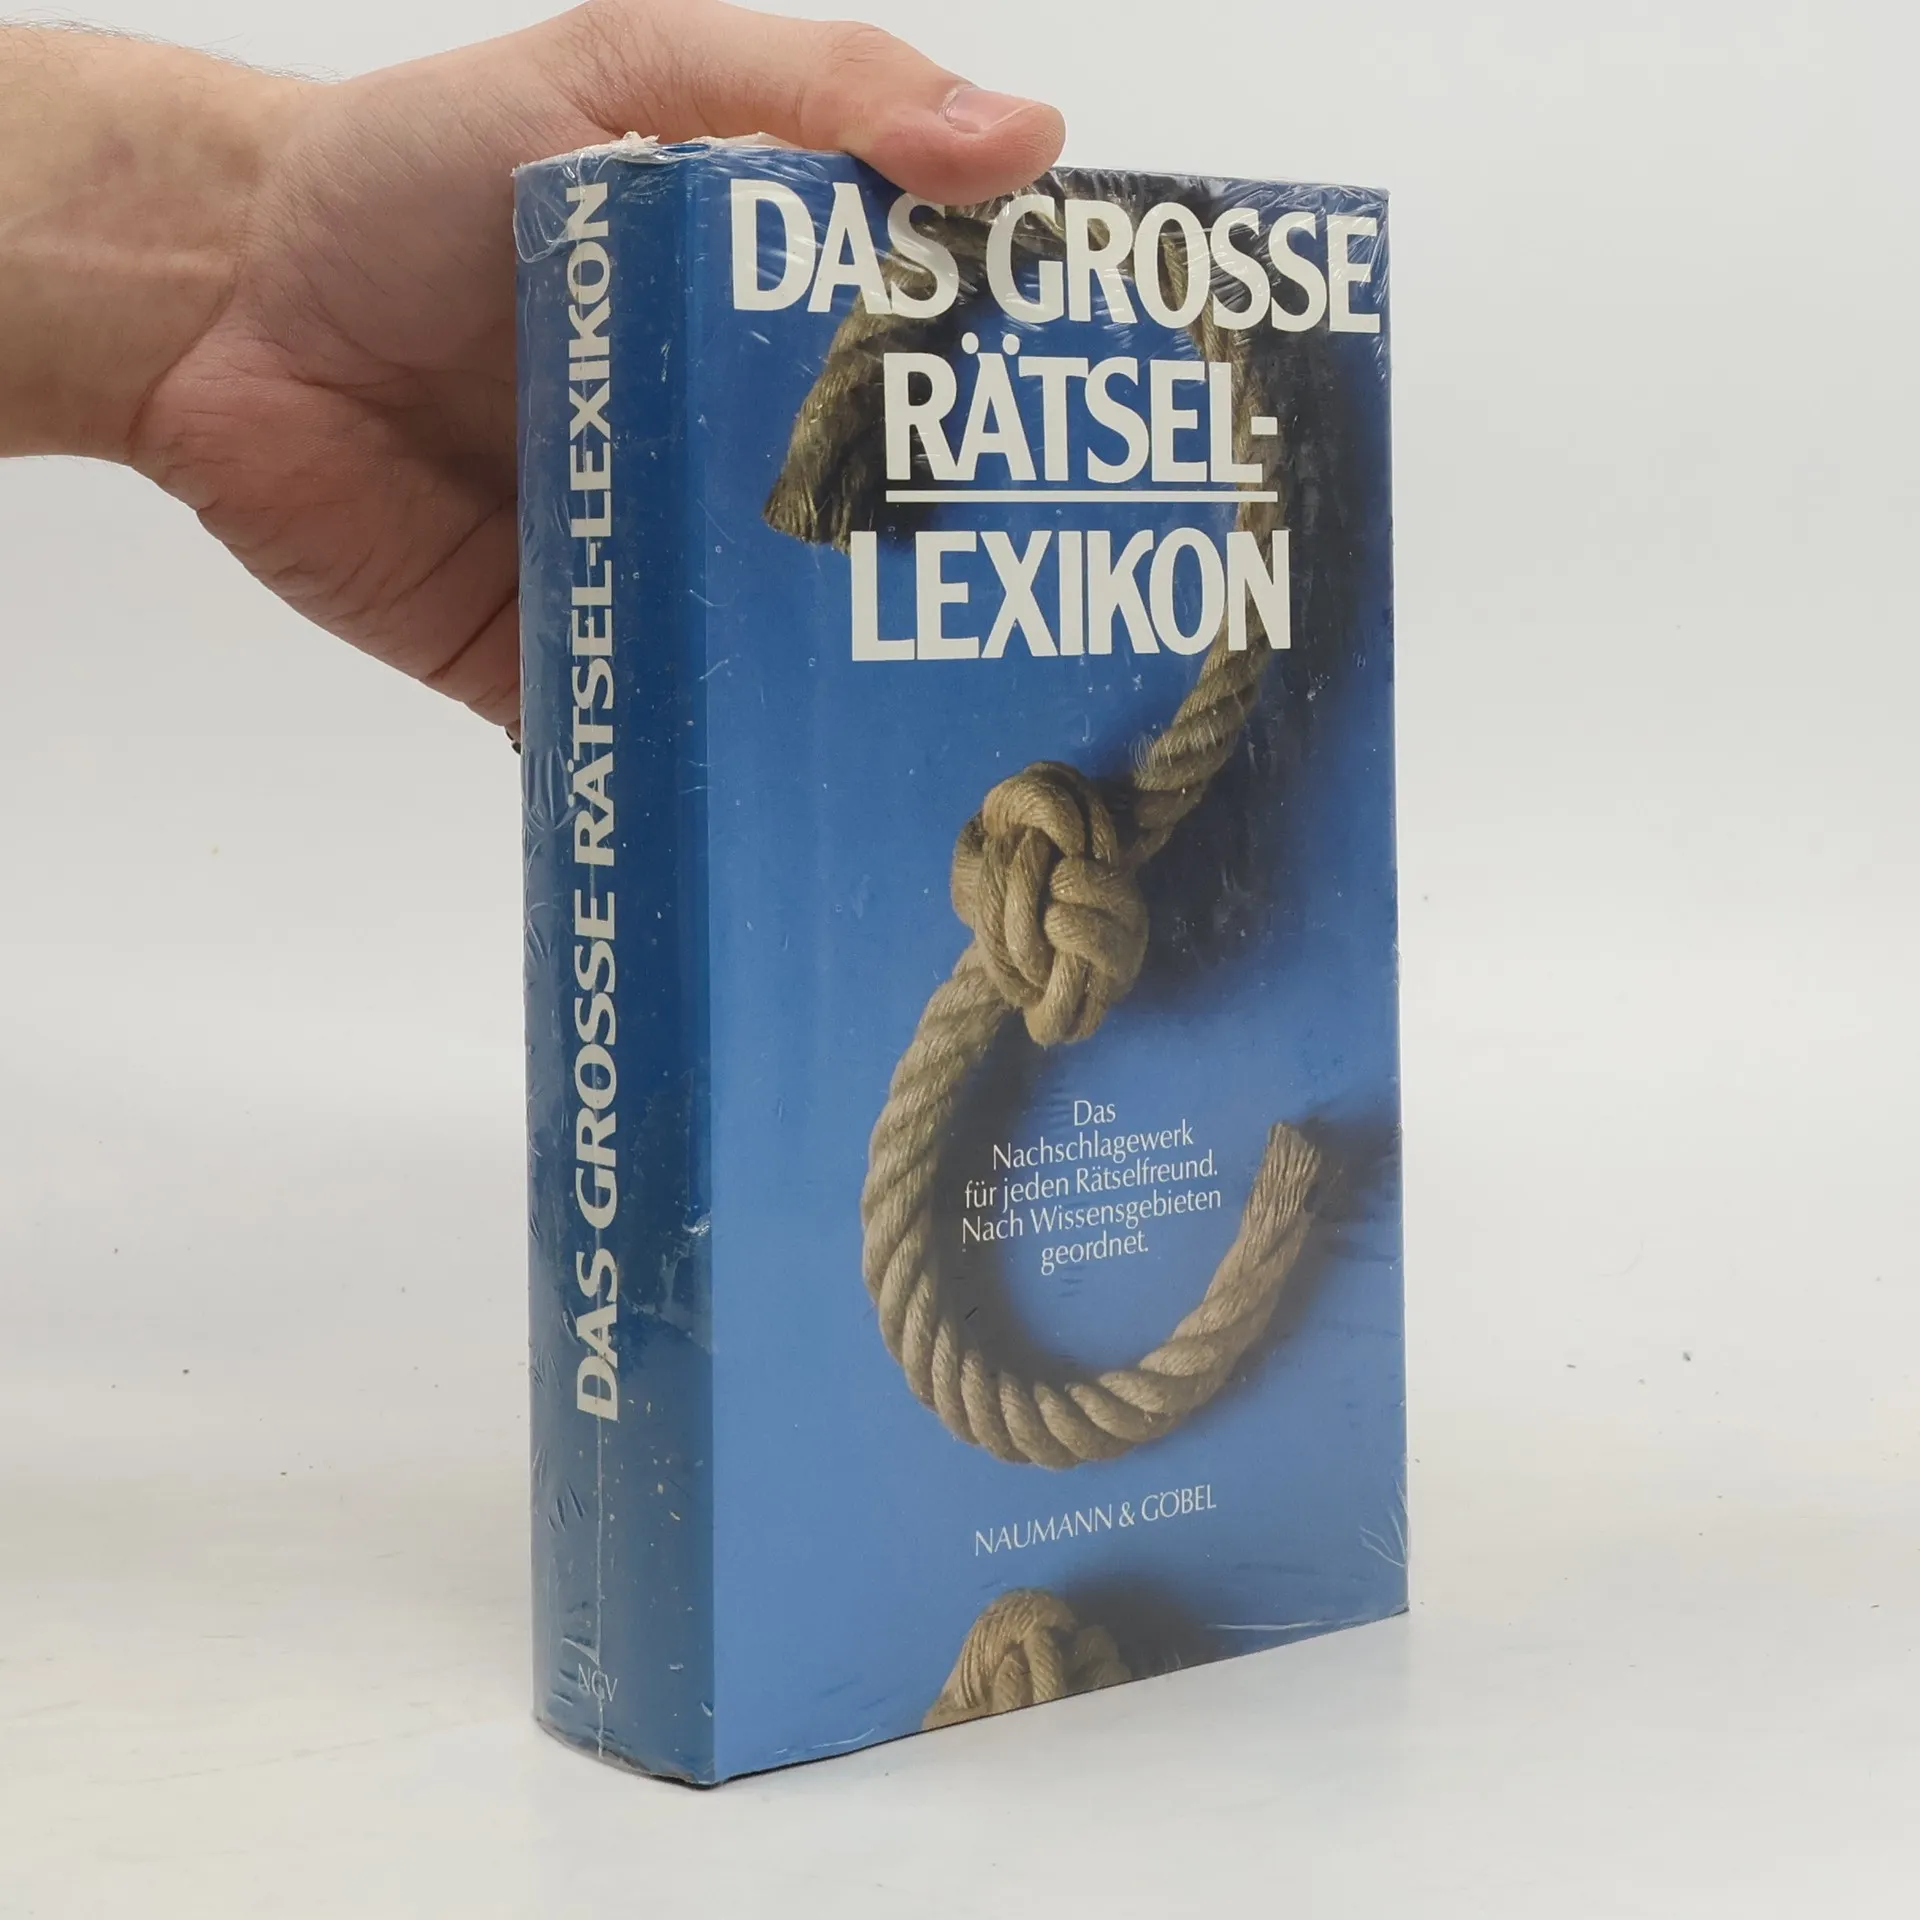 DAS GROSSE RÄTSEL-LEXIKON
NGV
DAS GROSSE
RÄTSEL-
LEXIKON
Das
Nachschlagewerk
für jeden Rätselfreund.
Nach Wissensgebieten
geordnet.
NAUMANN & GÖBEL